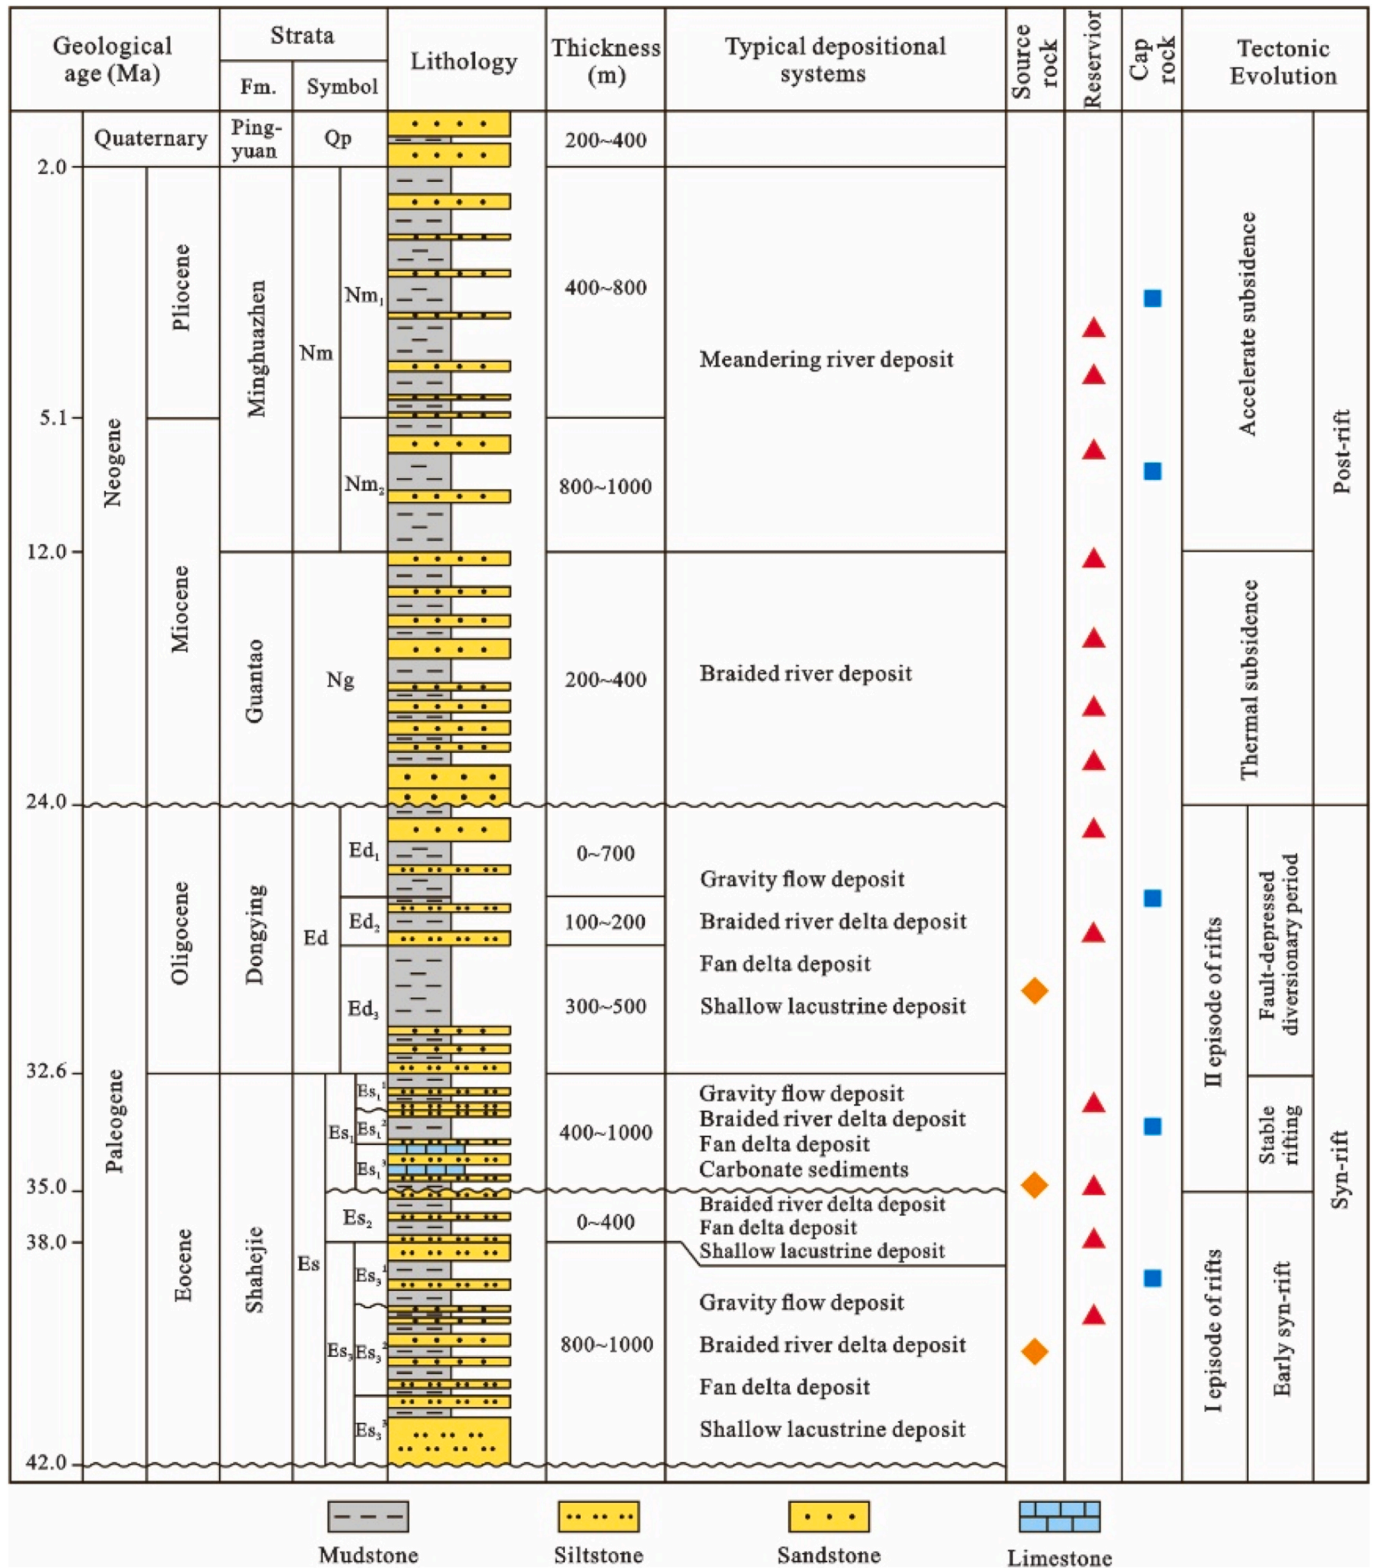 Geological
age (Ma)
Strata
Fm.
Symbol
Lithology
Thickness
(m)
Typical depositional
systems
Source
rock
Reservior
Cap
rock
Tectonic
Evolution
Quaternary
Ping-
yuan
Qp
200~400
2.0
Neogene
Pliocene
Minghuazhen
Nm
Nm₁
400~800
Meandering river deposit
Accelerate subsidence
Post-rift
5.1
Miocene
Nm₂
800~1000
12.0
Guantao
Ng
200~400
Braided river deposit
Thermal subsidence
24.0
Paleogene
Oligocene
Dongying
Ed
Ed₁
0~700
Ed₂
100~200
Ed₃
300~500
Gravity flow deposit
Braided river delta deposit
Fan delta deposit
Shallow lacustrine deposit
II episode of rifts
Fault-depressed
diversionary period
Syn-rift
32.6
Eocene
Shahejie
Es
Es₁
Es₁¹
Es₁²
Es₁³
400~1000
Gravity flow deposit
Braided river delta deposit
Fan delta deposit
Carbonate sediments
Stable
rifting
35.0
Es₂
0~400
Braided river delta deposit
Fan delta deposit
Shallow lacustrine deposit
38.0
Es₃
Es₃¹
Es₃²
Es₃³
800~1000
Gravity flow deposit
Braided river delta deposit
Fan delta deposit
Shallow lacustrine deposit
I episode of rifts
Early syn-rift
42.0
Mudstone
Siltstone
Sandstone
Limestone